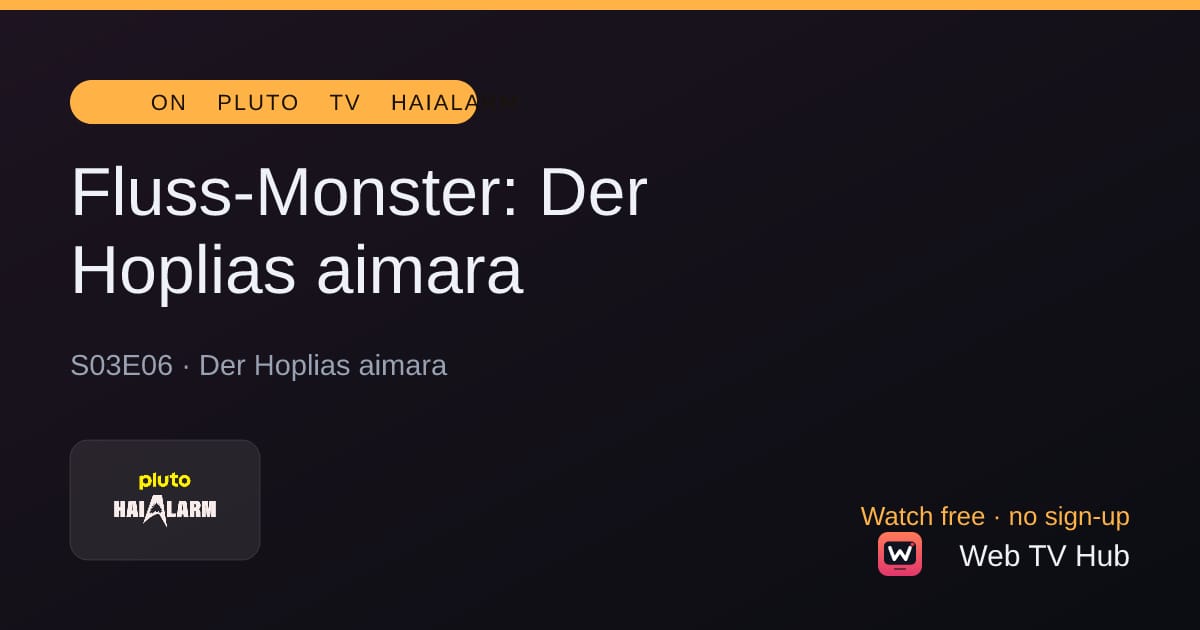 ON PLUTO TV HAIALARM
Fluss-Monster: Der
Hoplias aimara
S03E06 · Der Hoplias aimara
pluto
HAIALARM
Watch free · no sign-up
W
Web TV Hub